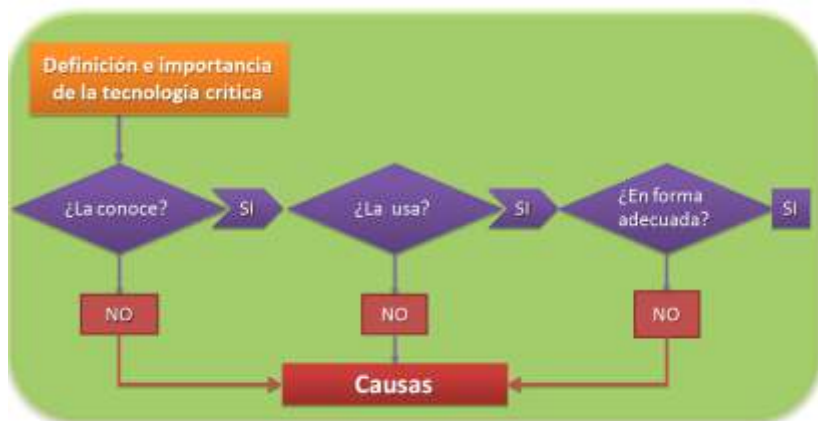 Definición e importancia
de la tecnología critica
¿La conoce?
SI
¿La usa?
SI
¿En forma
adecuada?
SI
NO
NO
NO
Causas